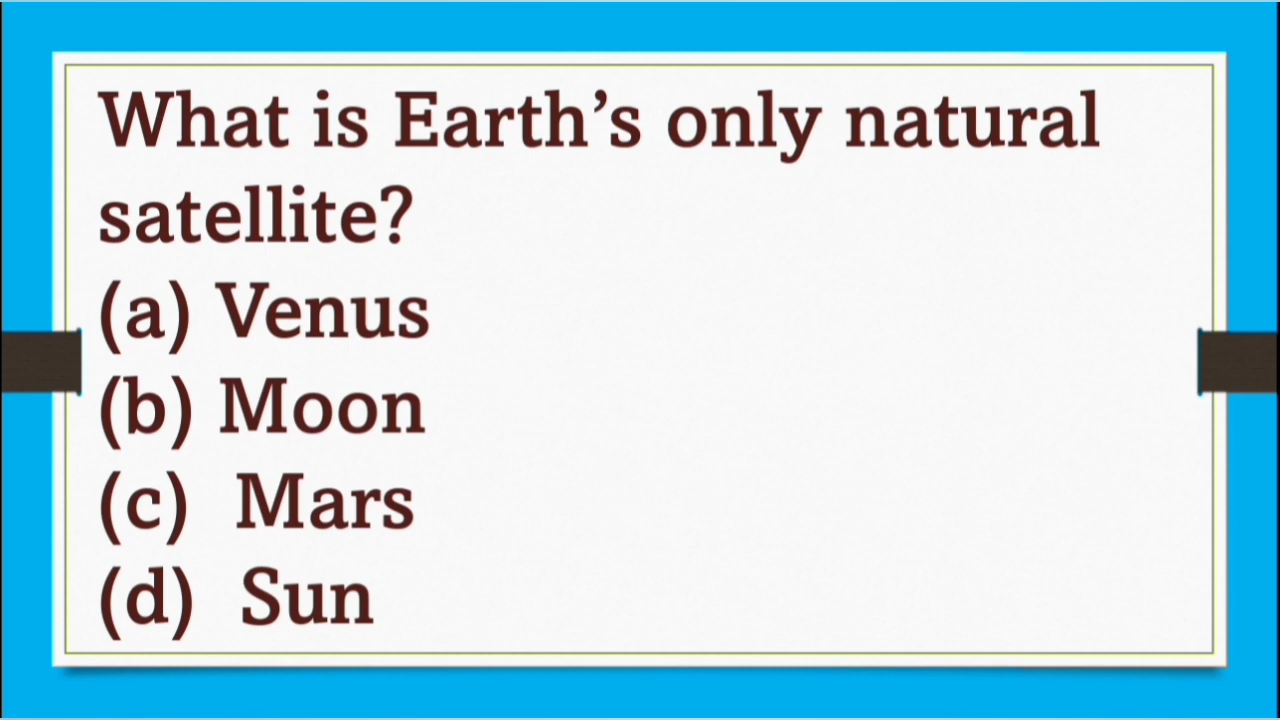 What is Earth’s only natural
satellite?
(a) Venus
(b) Moon
(c) Mars
(d) Sun